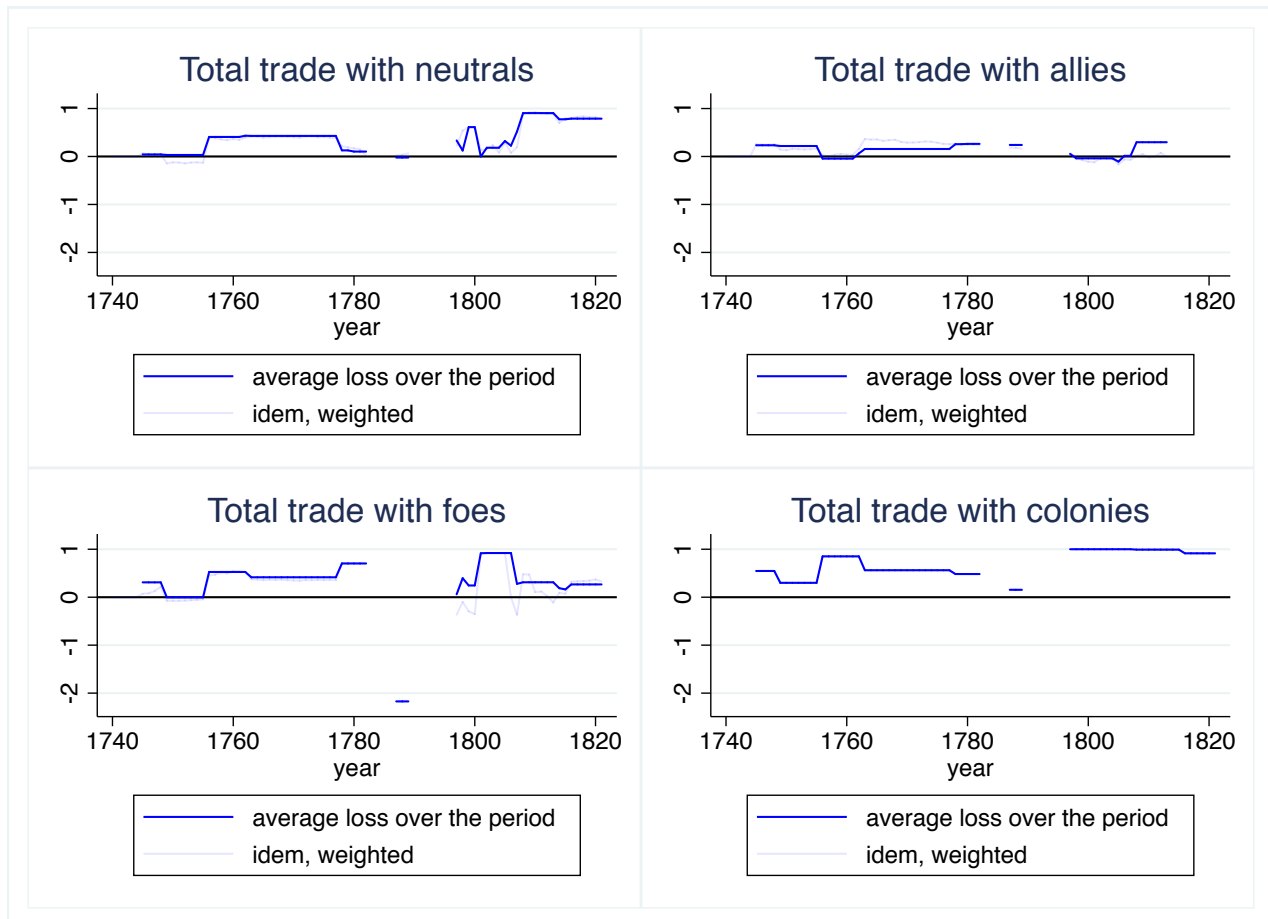 Total trade with neutrals
1
0
-1
-2
1740 1760 1780 1800 1820
year
average loss over the period
idem, weighted
Total trade with allies
1
0
-1
-2
1740 1760 1780 1800 1820
year
average loss over the period
idem, weighted
Total trade with foes
1
0
-1
-2
1740 1760 1780 1800 1820
year
average loss over the period
idem, weighted
Total trade with colonies
1
0
-1
-2
1740 1760 1780 1800 1820
year
average loss over the period
idem, weighted